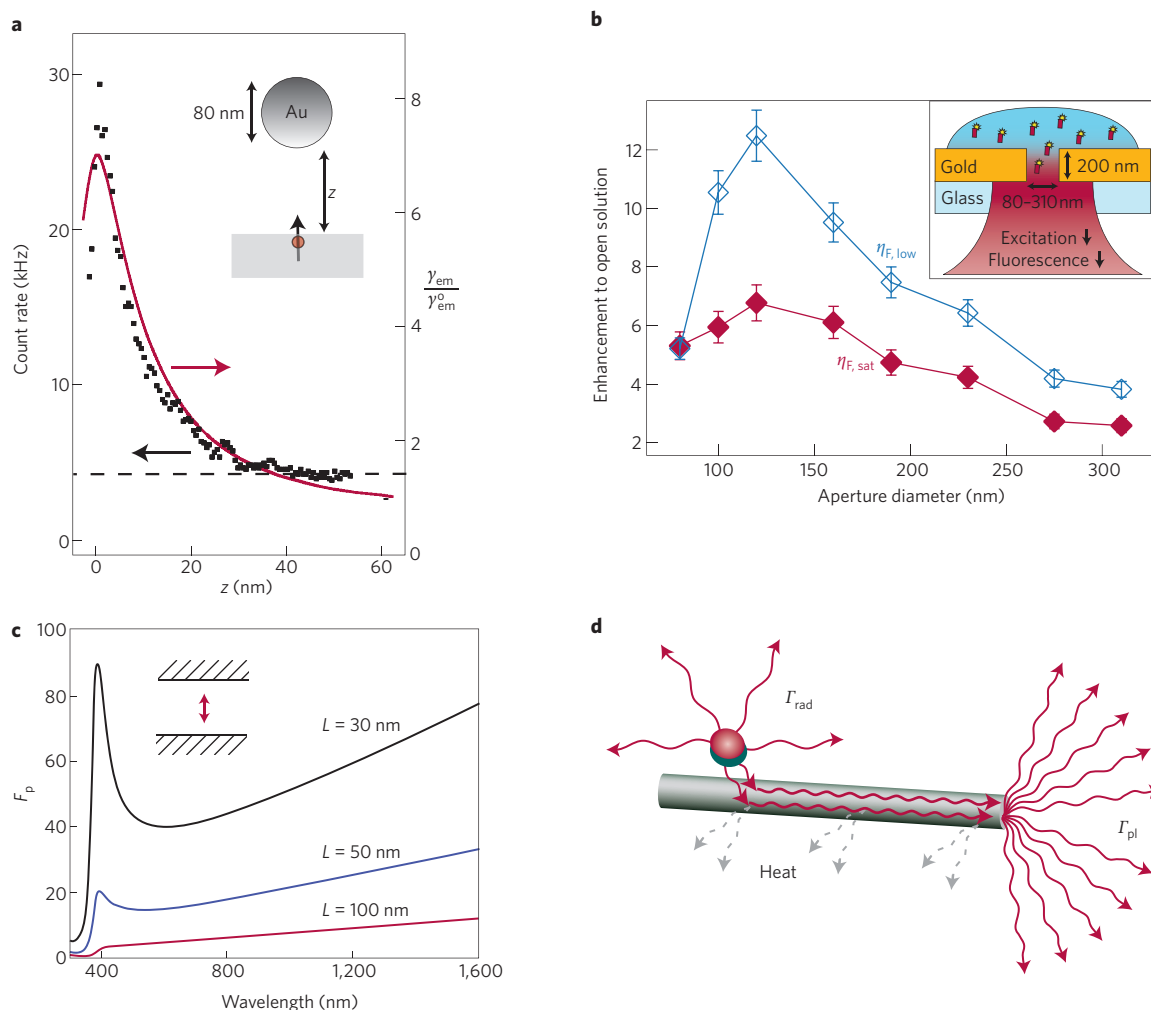 a
30
20
10
0
Count rate (kHz)
0
20
40
60
z (nm)
8
6
4
2
0
γem
γem°
80 nm
Au
z
b
12
10
8
6
4
2
Enhancement to open solution
100
150
200
250
300
Aperture diameter (nm)
ηF, low
ηF, sat
Gold
200 nm
Glass
80–310 nm
Excitation
Fluorescence
c
100
80
60
40
20
0
Fp
400
800
1,200
1,600
Wavelength (nm)
L = 30 nm
L = 50 nm
L = 100 nm
d
Γrad
Γpl
Heat